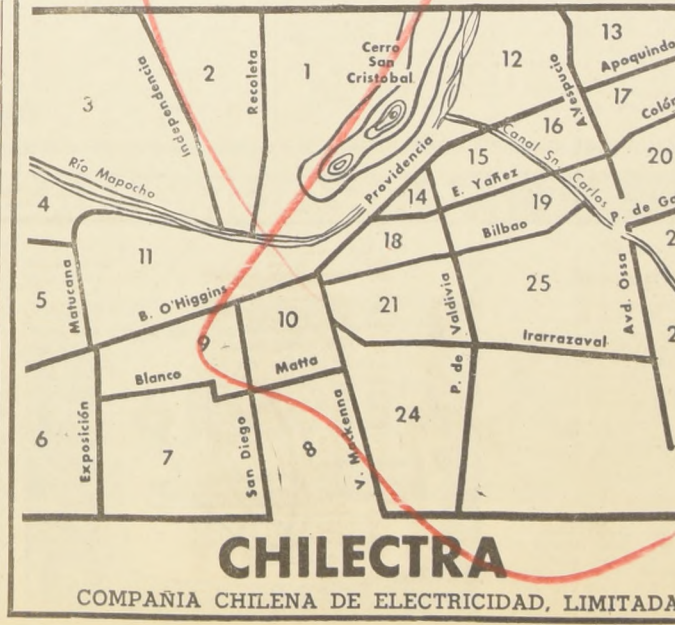 13
Cerro
San
Cristobal
12
Apoquindo
Independencia
2
Recoleta
1
A.Vespucio
17
3
16
Colón
Canal Sn. Carlos
Río Mapocho
Providencia
15
20
4
14
E. Yañez
19
P. de
18
Bilbao
11
Matucana
5
B. O'Higgins
21
P. de Valdivia
25
Avd. Ossa
10
9
Irarrazaval
Blanco
Matta
6
Exposición
7
San Diego
8
V. Mackenna
24
CHILECTRA
COMPAÑIA CHILENA DE ELECTRICIDAD, LIMITADA